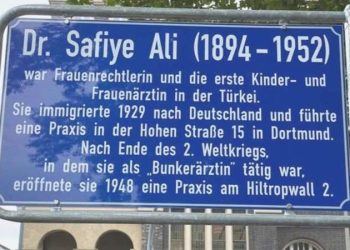 Dr. Safiye Ali (1894-1952)
war Frauenrechtlerin und die erste Kinder- und
Frauenärztin in der Türkei.
Sie immigrierte 1929 nach Deutschland und führte
eine Praxis in der Hohen Straße 15 in Dortmund.
Nach Ende des 2. Weltkriegs,
in dem sie als „Bunkerärztin“ tätig war,
eröffnete sie 1948 eine Praxis am Hiltropwall 2.